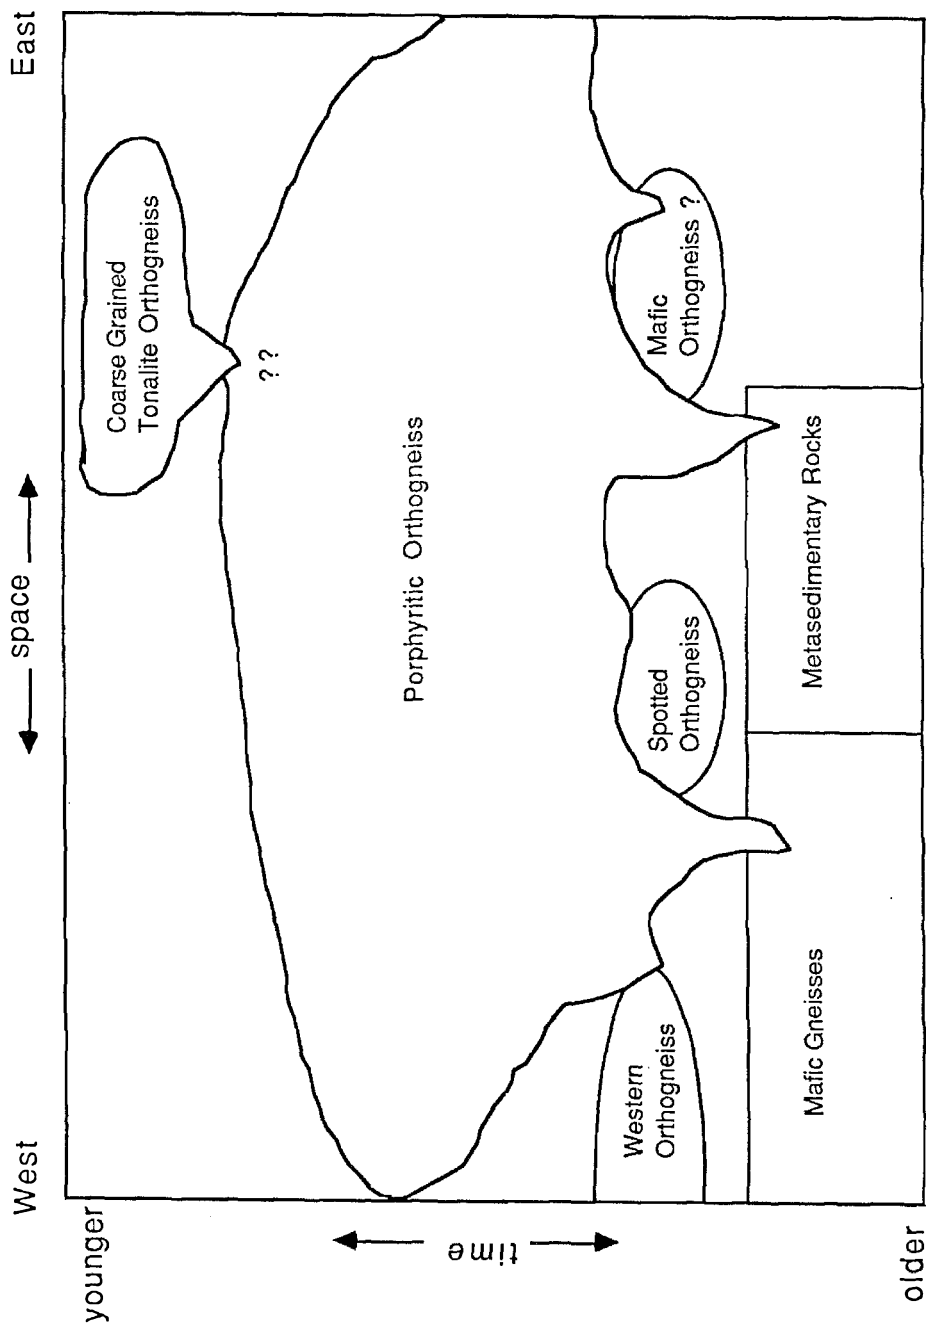 West
space
East
younger
time
older
Coarse Grained
Tonalite Orthogneiss
? ?
Porphyritic Orthogneiss
Western
Orthogneiss
Spotted
Orthogneiss
Mafic
Orthogneiss ?
Mafic Gneisses
Metasedimentary Rocks